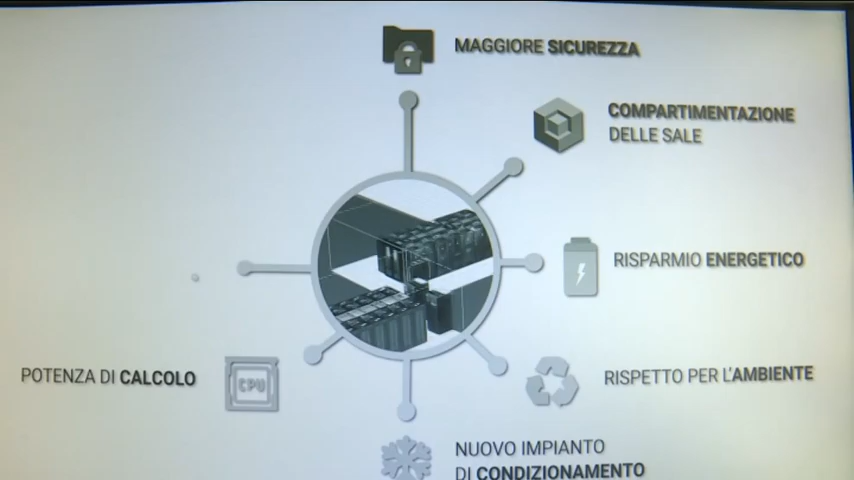 MAGGIORE SICUREZZA
COMPARTIMENTAZIONE
DELLE SALE
RISPARMIO ENERGETICO
POTENZA DI CALCOLO
CPU
RISPETTO PER L'AMBIENTE
NUOVO IMPIANTO
DI CONDIZIONAMENTO